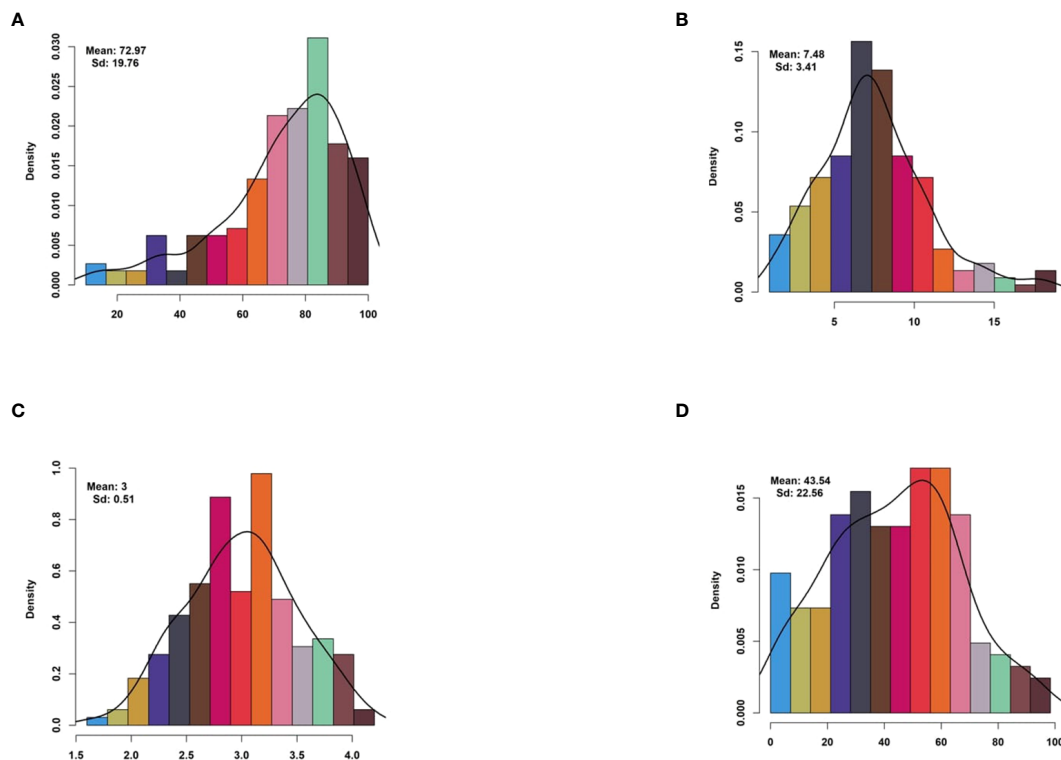 A
Mean: 72.97
Sd: 19.76
Density
0.000
0.005
0.010
0.015
0.020
0.025
0.030
20 40 60 80 100
B
Mean: 7.48
Sd: 3.41
Density
0.00
0.05
0.10
0.15
5 10 15
C
Mean: 3
Sd: 0.51
Density
0.0
0.2
0.4
0.6
0.8
1.0
1.5 2.0 2.5 3.0 3.5 4.0
D
Mean: 43.54
Sd: 22.56
Density
0.000
0.005
0.010
0.015
0 20 40 60 80 100